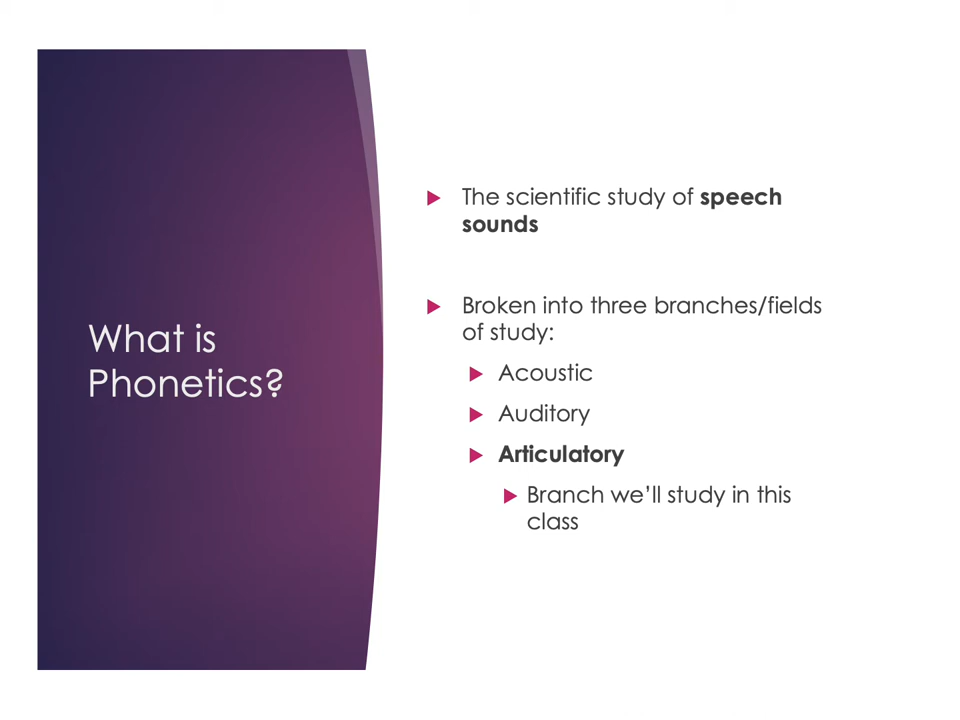 What is
Phonetics?
The scientific study of speech
sounds
Broken into three branches/fields
of study:
Acoustic
Auditory
Articulatory
Branch we'll study in this
class